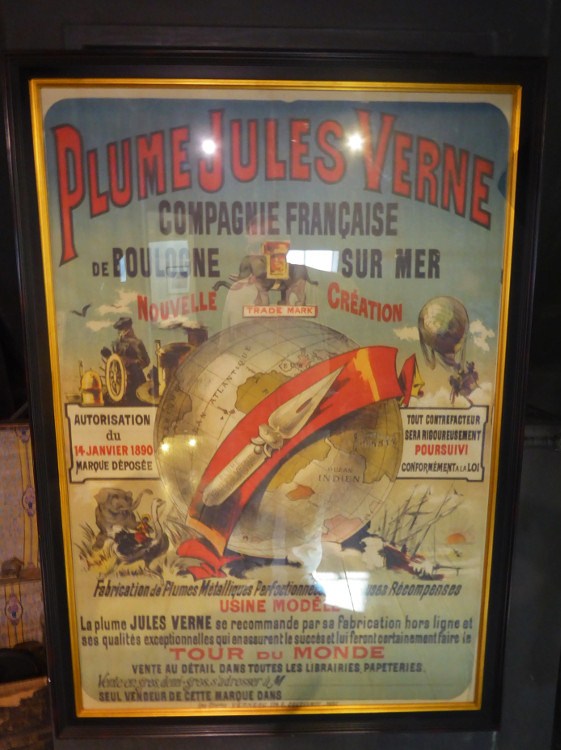 PLUME JULES VERNE
COMPAGNIE FRANÇAISE
DE BOULOGNE SUR MER
NOUVELLE CRÉATION
TRADE MARK
AUTORISATION
du
14 JANVIER 1890
MARQUE DÉPOSÉE
TOUT CONTREFACTEUR
SERA RIGOUREUSEMENT
POURSUIVI
CONFORMÉMENT A LA LOI
ATLANTIQUE
INDIEN
Fabrication de Plumes Métalliques Récompenses
USINE MODÈLE
La plume JULES VERNE se recommande par sa fabrication hors ligne et
ses qualités exceptionnelles qui en assurent le succès et lui feront certainement faire le
TOUR DU MONDE
VENTE AU DÉTAIL DANS TOUTES LES LIBRAIRIES, PAPETERIES.
Vente en gros, demi-gros, s'adresser à M
SEUL VENDEUR DE CETTE MARQUE DANS